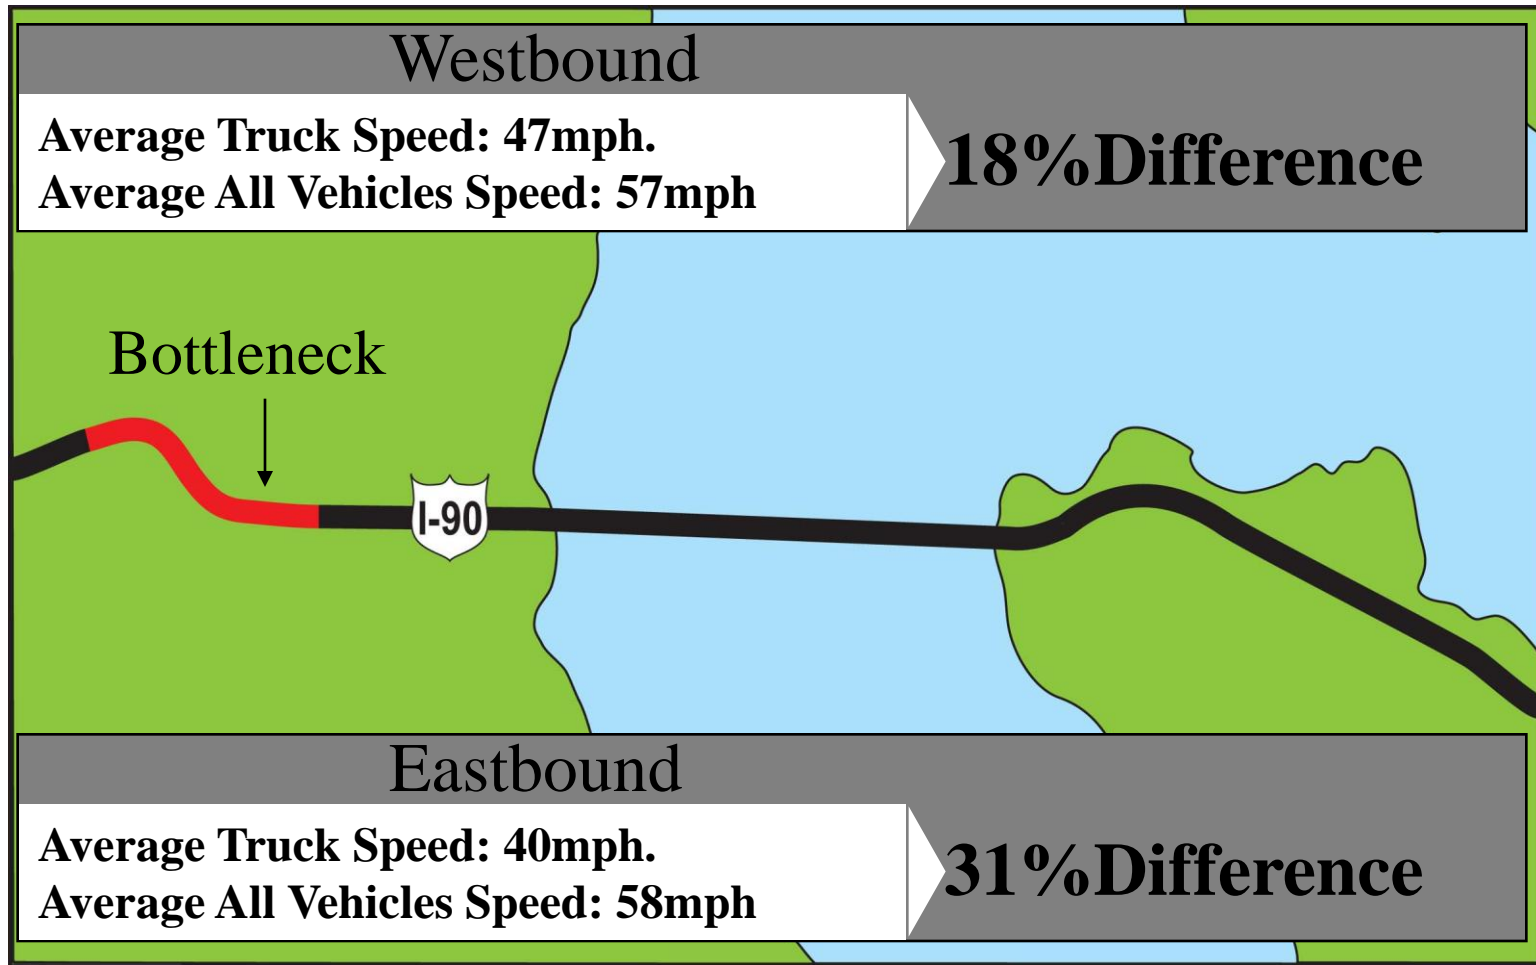 Westbound
Average Truck Speed: 47mph.
Average All Vehicles Speed: 57mph
18%Difference
Bottleneck
I-90
Eastbound
Average Truck Speed: 40mph.
Average All Vehicles Speed: 58mph
31%Difference